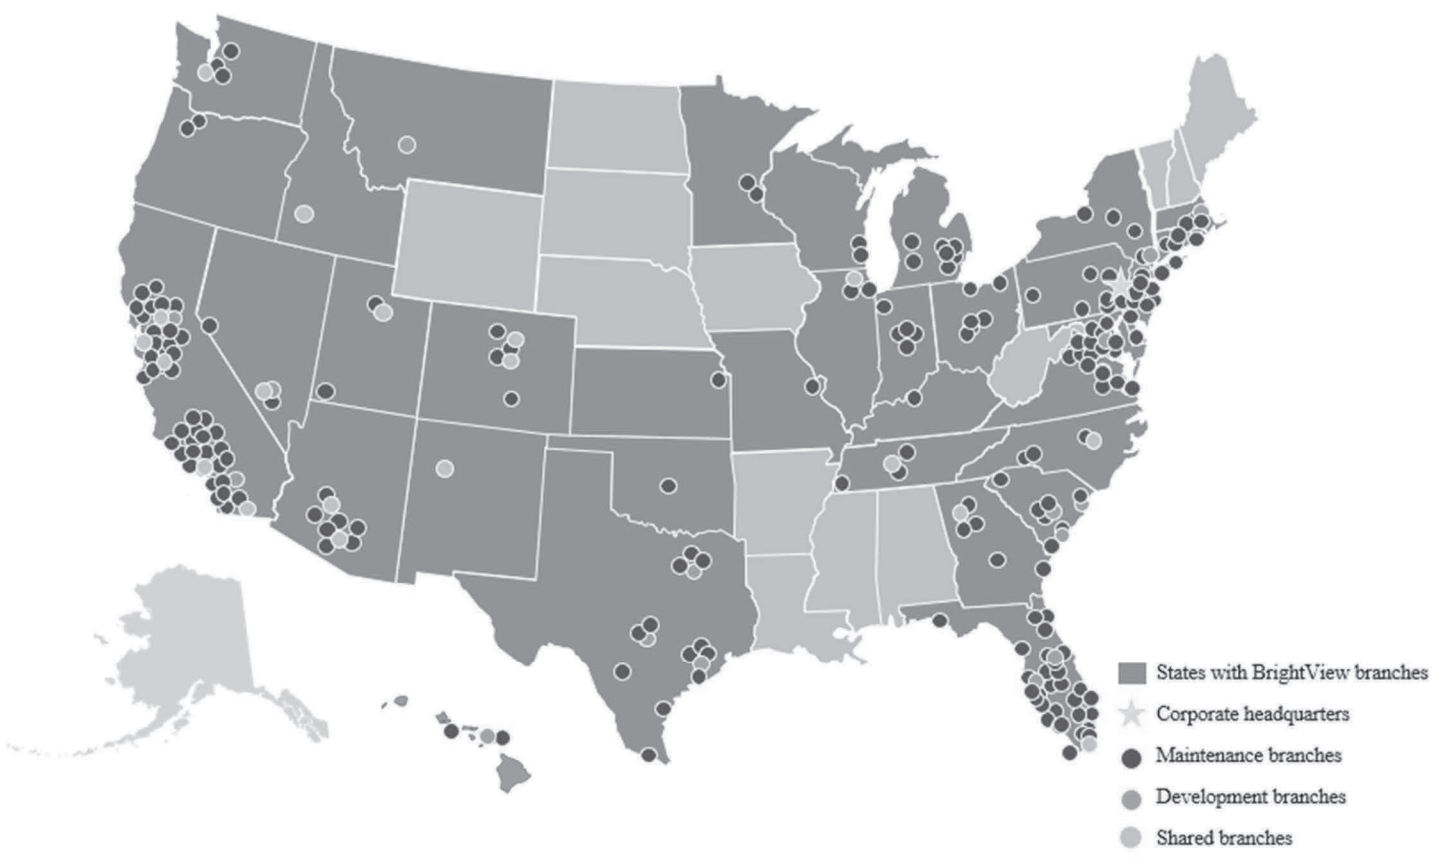 States with BrightView branches
Corporate headquarters
Maintenance branches
Development branches
Shared branches